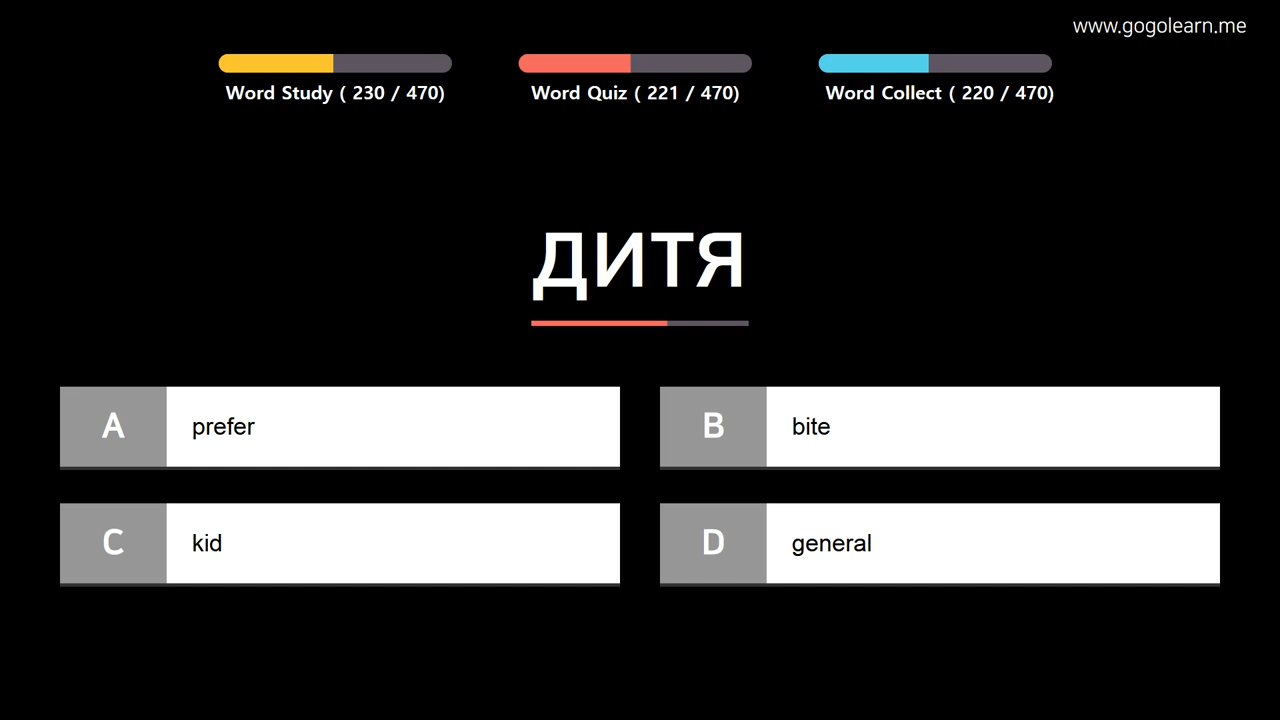 www.gogolearn.me
Word Study ( 230 / 470)
Word Quiz ( 221 / 470)
Word Collect ( 220 / 470)
дитя
A
prefer
B
bite
C
kid
D
general